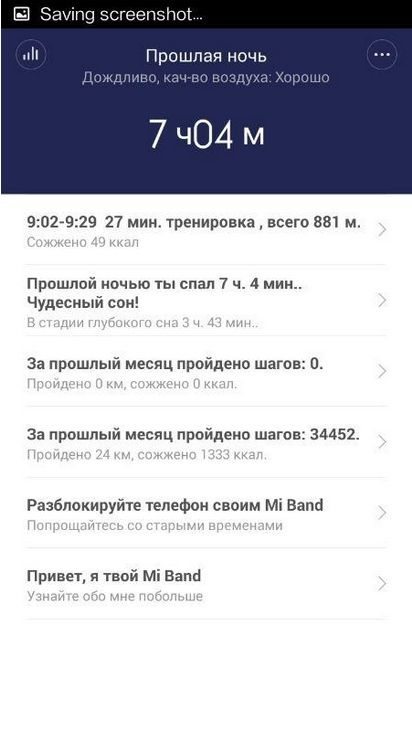 Saving screenshot...
Прошлая ночь
Дождливо, кач-во воздуха: Хорошо
7 ч04 м
9:02-9:29 27 мин. тренировка , всего 881 м.
Сожжено 49 ккал
Прошлой ночью ты спал 7 ч. 4 мин..
Чудесный сон!
В стадии глубокого сна 3 ч. 43 мин..
За прошлый месяц пройдено шагов: 0.
Пройдено 0 км, сожжено 0 ккал.
За прошлый месяц пройдено шагов: 34452.
Пройдено 24 км, сожжено 1333 ккал.
Разблокируйте телефон своим Mi Band
Попрощайтесь со старыми временами
Привет, я твой Mi Band
Узнайте обо мне побольше